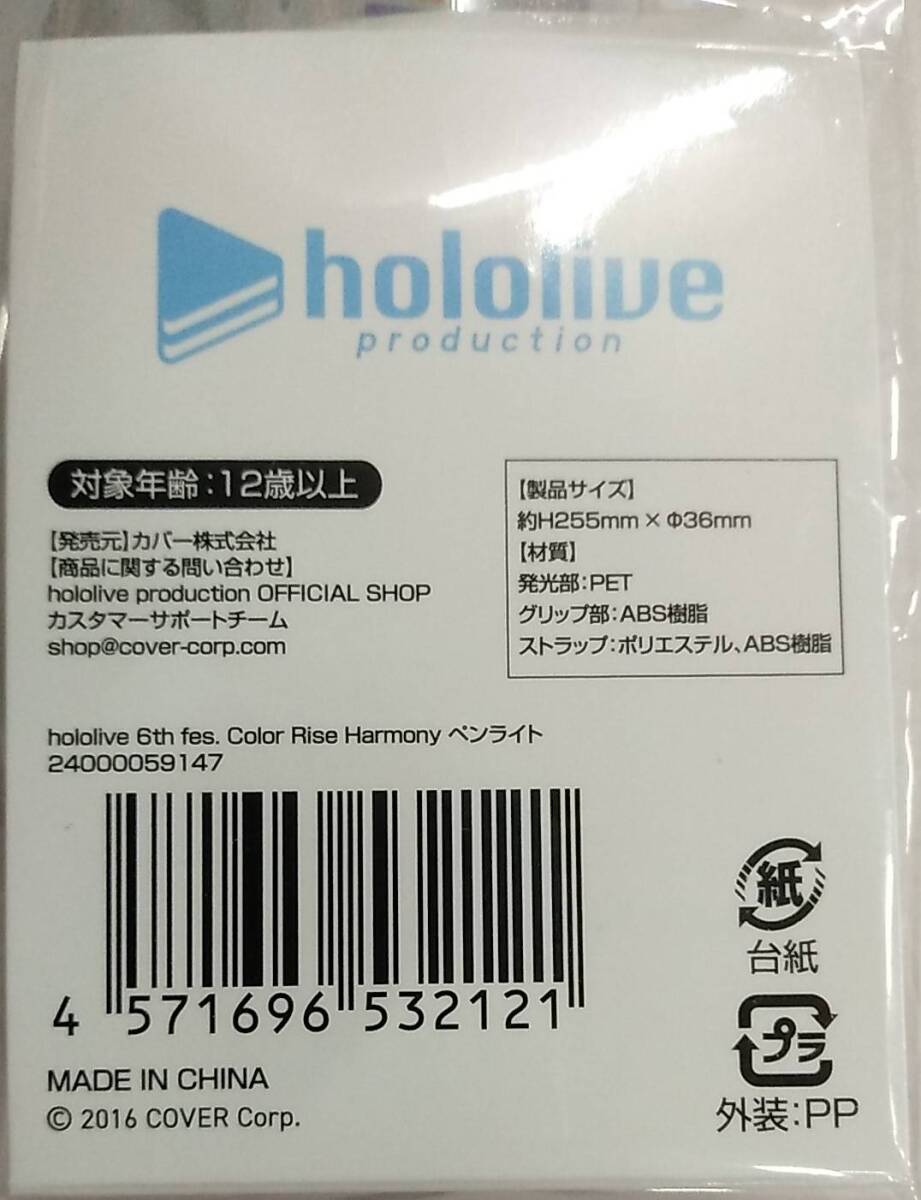 hololive
production
対象年齢:12歳以上
【発売元】カバー株式会社
【商品に関する問い合わせ】
hololive production OFFICIAL SHOP
カスタマーサポートチーム
shop@cover-corp.com
【製品サイズ】
約H255mm×Φ36mm
【材質】
発光部:PET
グリップ部:ABS樹脂
ストラップ:ポリエステル、ABS樹脂
hololive 6th fes. Color Rise Harmony ペンライト
24000059147
4 571696 532121
MADE IN CHINA
© 2016 COVER Corp.
紙
台紙
プラ
外装:PP